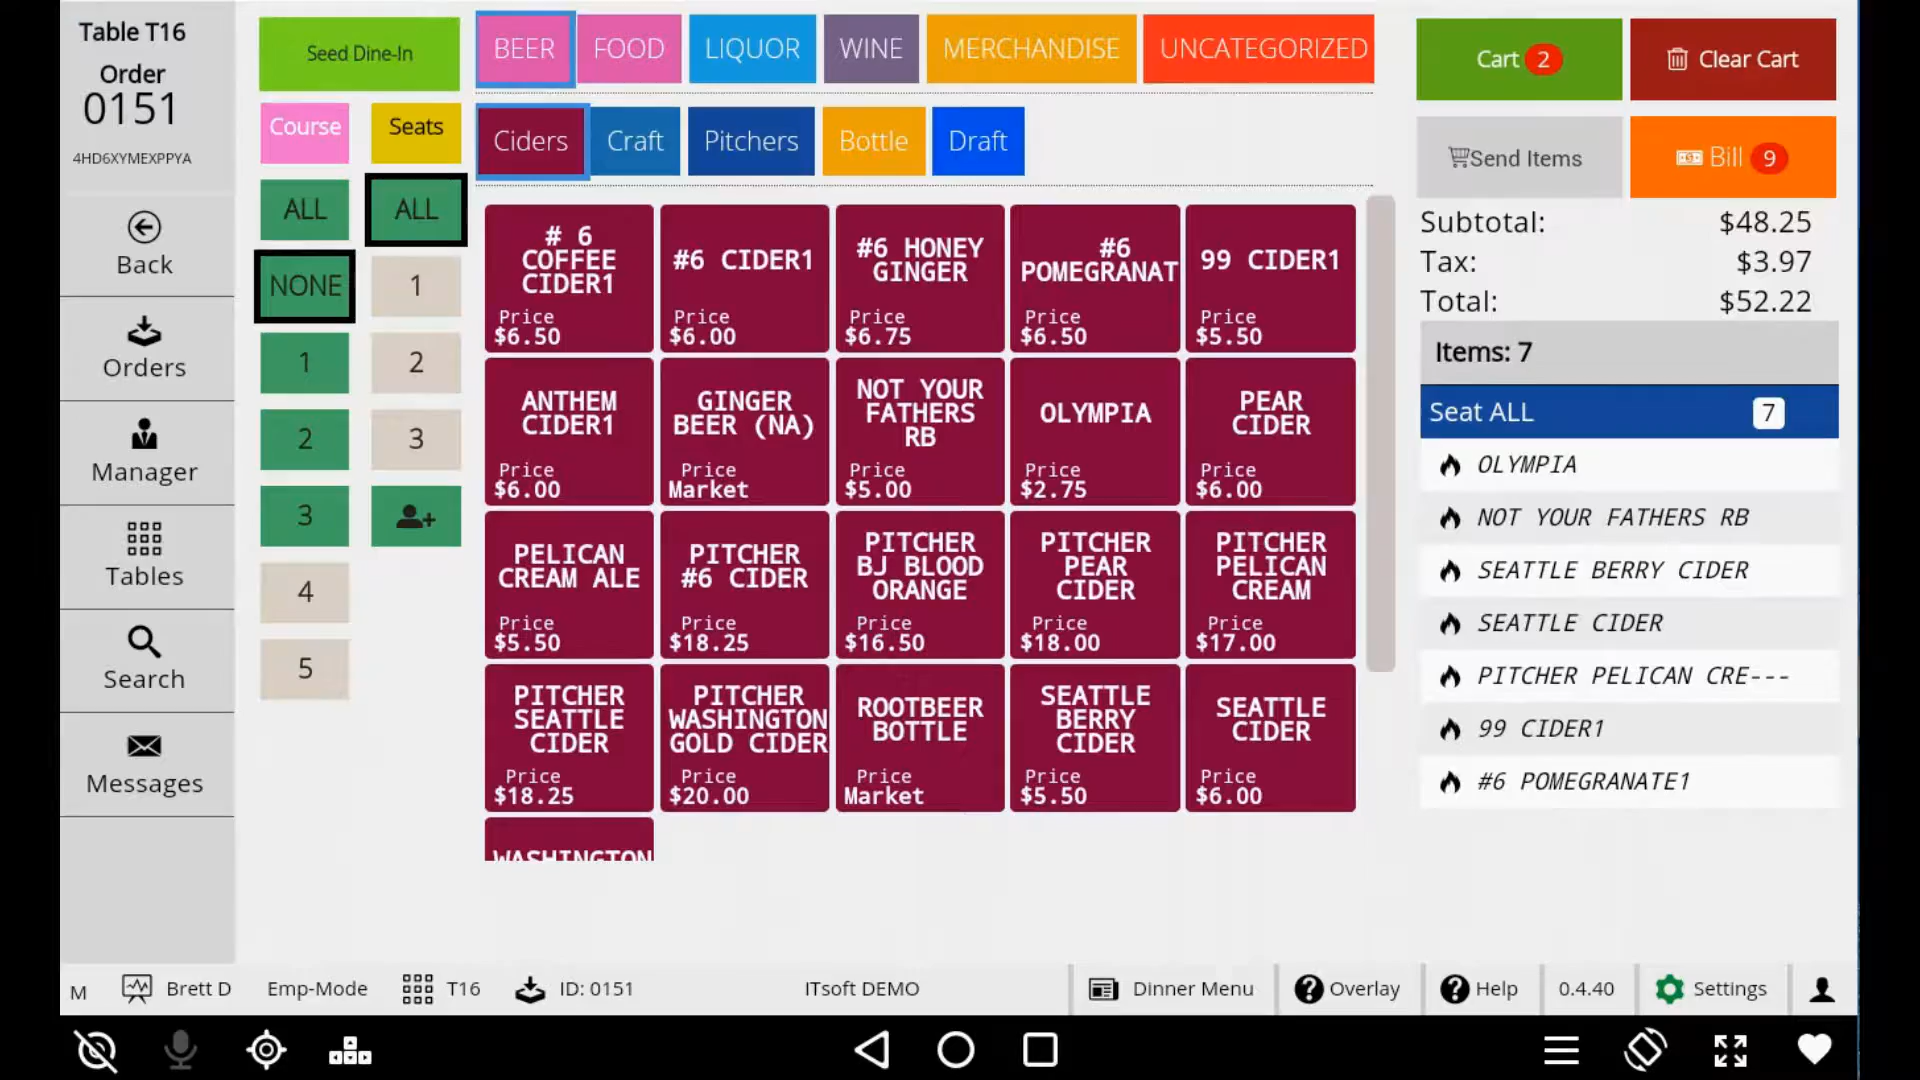 Table T16
Order
0151
4HD6XYMEXPPYA
Back
Orders
Manager
Tables
Search
Messages
Seed Dine-In
Course
Seats
ALL
ALL
NONE
1
1
2
2
3
3
4
5
BEER
FOOD
LIQUOR
WINE
MERCHANDISE
UNCATEGORIZED
Ciders
Craft
Pitchers
Bottle
Draft
# 6
COFFEE
CIDER1
Price
$6.50
#6 CIDER1
Price
$6.00
#6 HONEY
GINGER
Price
$6.75
#6
POMEGRANAT
Price
$6.50
99 CIDER1
Price
$5.50
ANTHEM
CIDER1
Price
$6.00
GINGER
BEER (NA)
Price
Market
NOT YOUR
FATHERS
RB
Price
$5.00
OLYMPIA
Price
$2.75
PEAR
CIDER
Price
$6.00
PELICAN
CREAM ALE
Price
$5.50
PITCHER
#6 CIDER
Price
$18.25
PITCHER
BJ BLOOD
ORANGE
Price
$16.50
PITCHER
PEAR
CIDER
Price
$18.00
PITCHER
PELICAN
CREAM
Price
$17.00
PITCHER
SEATTLE
CIDER
Price
$18.25
PITCHER
WASHINGTON
GOLD CIDER
Price
$20.00
ROOTBEER
BOTTLE
Price
Market
SEATTLE
BERRY
CIDER
Price
$5.50
SEATTLE
CIDER
Price
$6.00
WASHINGTON
Cart 2
Clear Cart
Send Items
Bill 9
Subtotal: $48.25
Tax: $3.97
Total: $52.22
Items: 7
Seat ALL 7
OLYMPIA
NOT YOUR FATHERS RB
SEATTLE BERRY CIDER
SEATTLE CIDER
PITCHER PELICAN CRE---
99 CIDER1
#6 POMEGRANATE1
M
Brett D
Emp-Mode
T16
ID: 0151
ITsoft DEMO
Dinner Menu
Overlay
Help
0.4.40
Settings